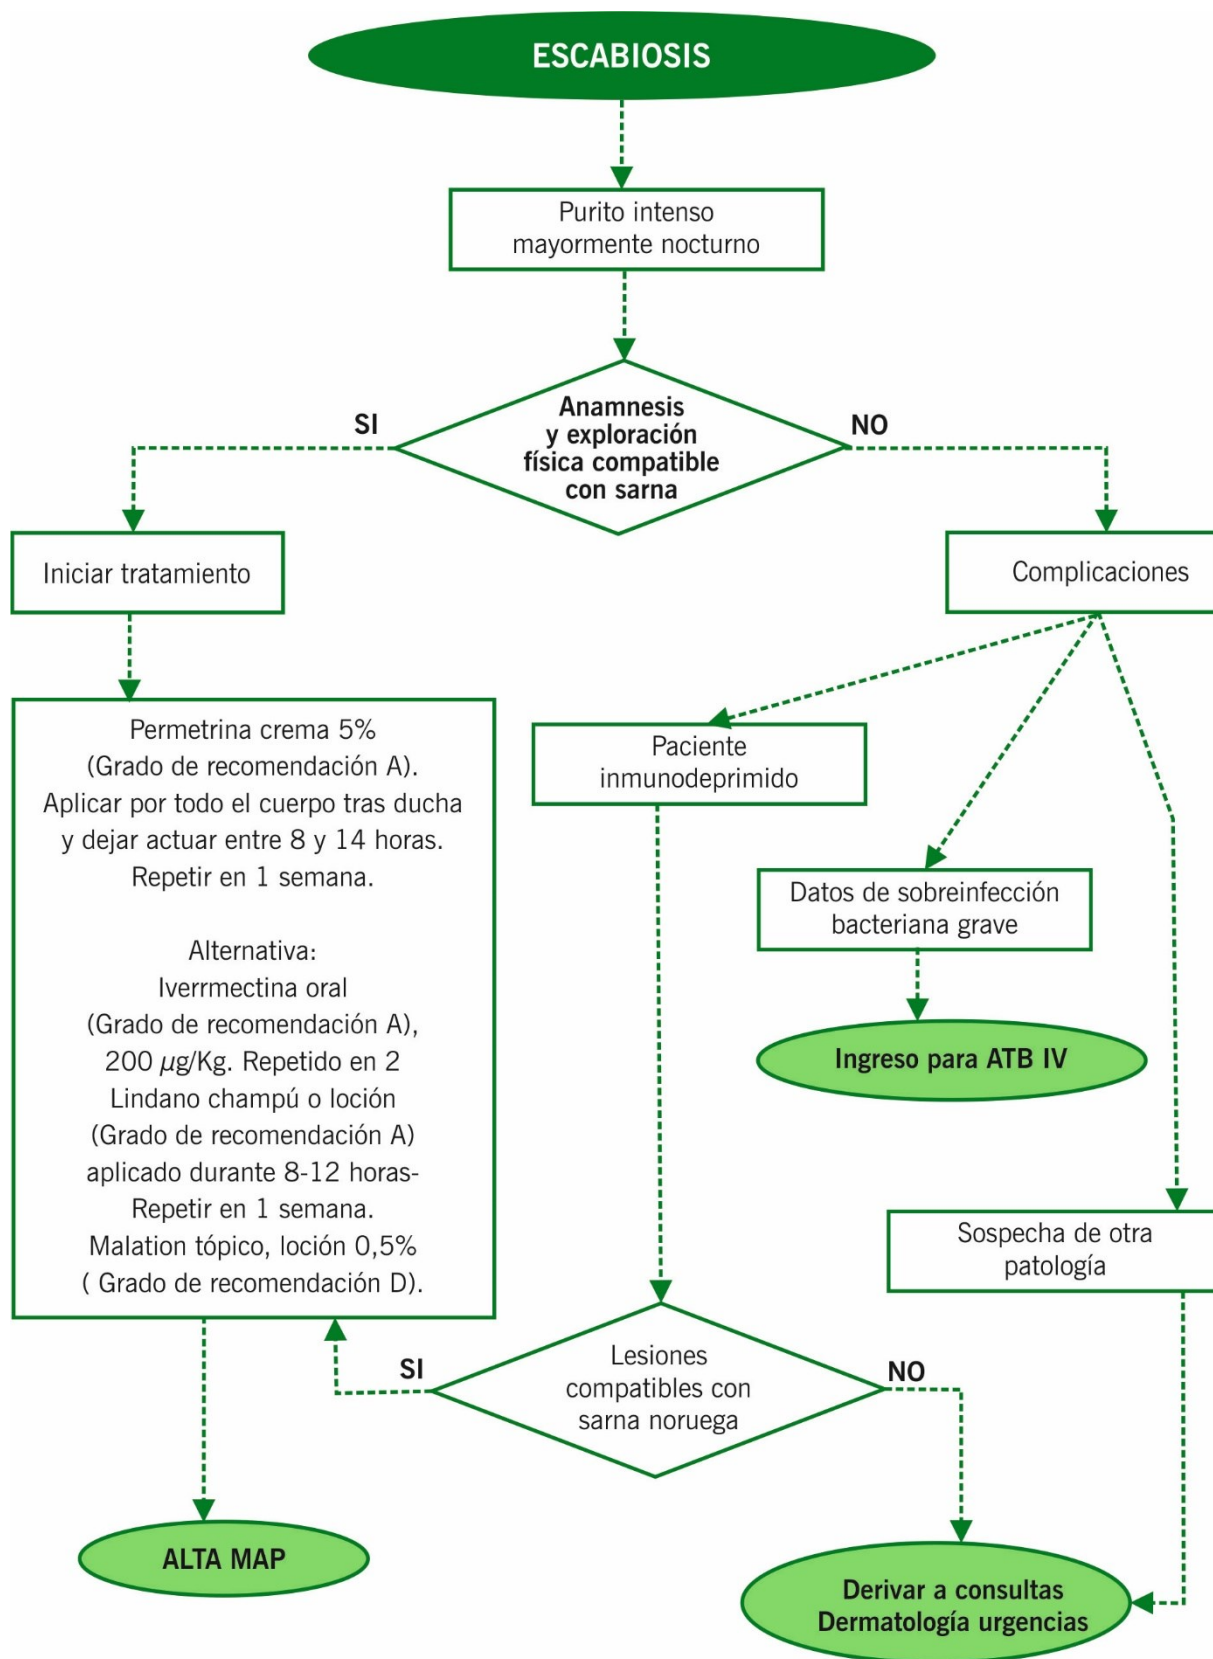 ESCABIOSIS
Purito intenso
mayormente nocturno
Anamnesis
y exploración
física compatible
con sarna
SI
NO
Iniciar tratamiento
Complicaciones
Permetrina crema 5%
(Grado de recomendación A).
Aplicar por todo el cuerpo tras ducha
y dejar actuar entre 8 y 14 horas.
Repetir en 1 semana.
Alternativa:
Iverrmectina oral
(Grado de recomendación A),
200 µg/Kg. Repetido en 2
Lindano champú o loción
(Grado de recomendación A)
aplicado durante 8-12 horas-
Repetir en 1 semana.
Malation tópico, loción 0,5%
( Grado de recomendación D).
Paciente
inmunodeprimido
Datos de sobreinfección
bacteriana grave
Ingreso para ATB IV
Sospecha de otra
patología
Lesiones
compatibles con
sarna noruega
SI
NO
ALTA MAP
Derivar a consultas
Dermatología urgencias